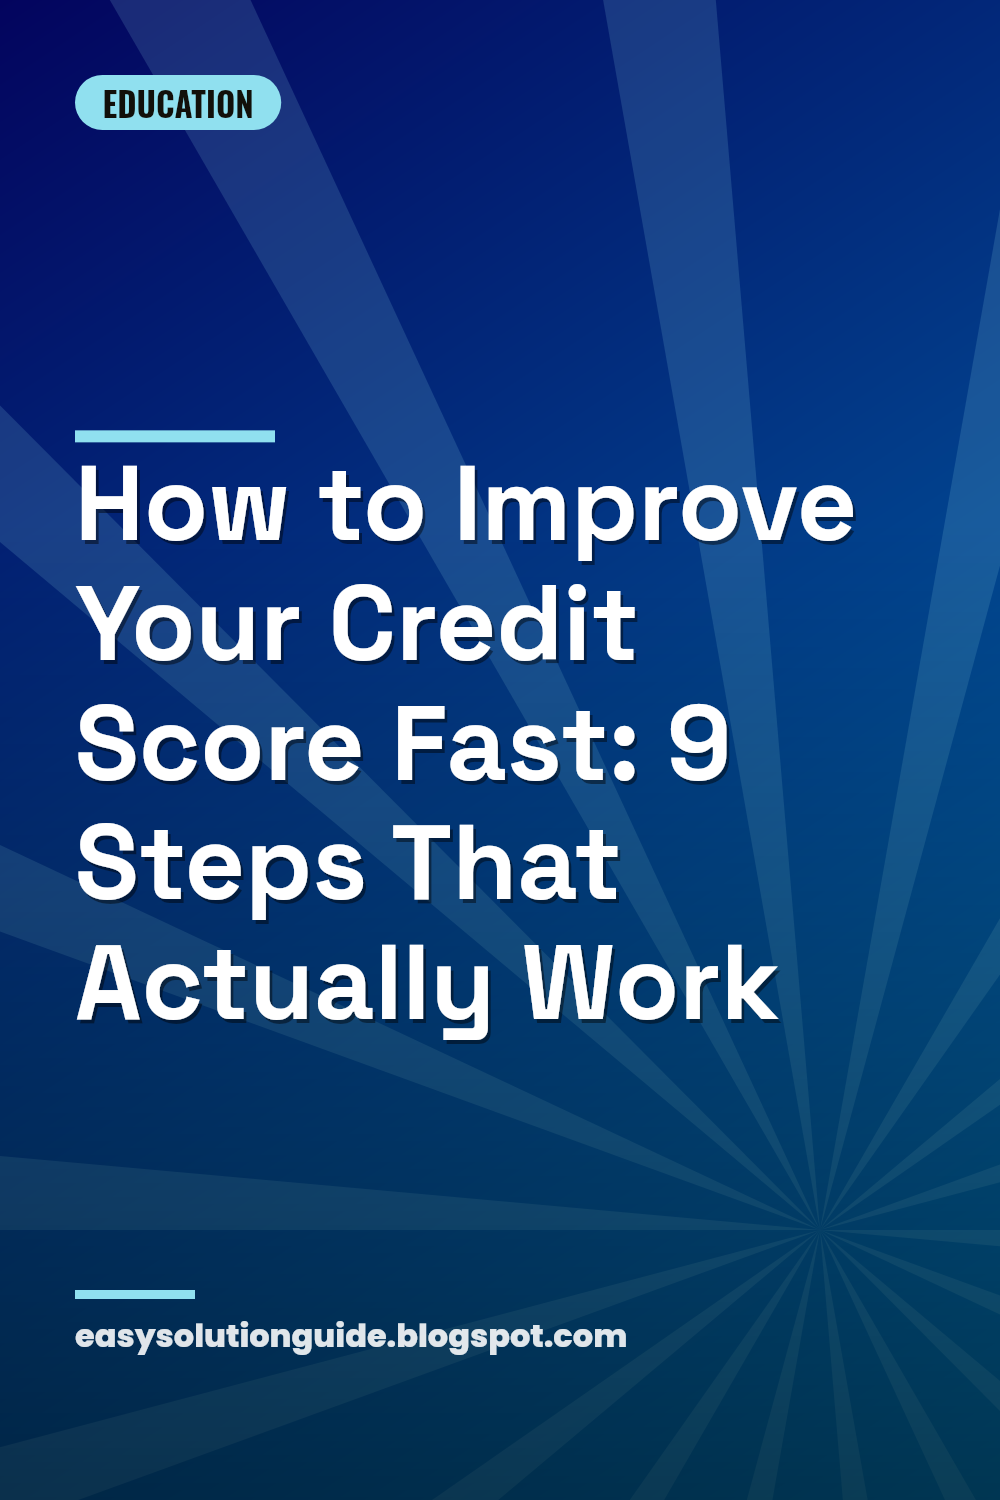 EDUCATION
How to Improve
Your Credit
Score Fast: 9
Steps That
Actually Work
easysolutionguide.blogspot.com